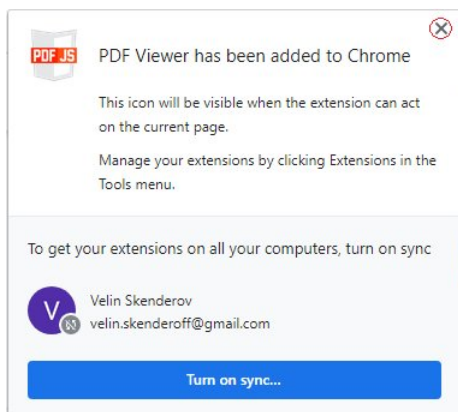 PDF JS
PDF Viewer has been added to Chrome
This icon will be visible when the extension can act
on the current page.
Manage your extensions by clicking Extensions in the
Tools menu.
To get your extensions on all your computers, turn on sync
V
Velin Skenderov
velin.skenderoff@gmail.com
Turn on sync...